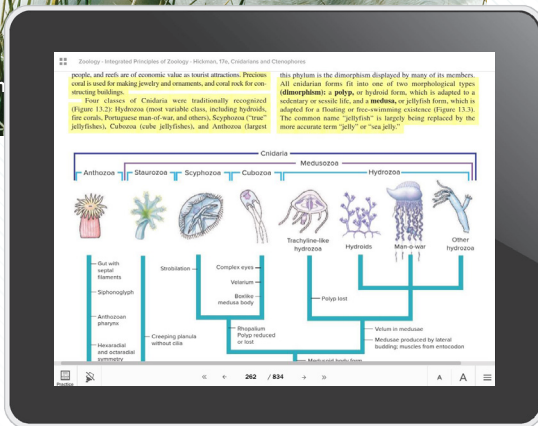 Zoology - Integrated Principles of Zoology - Hickman, 17e, Cnidarians and Ctenophores
people, and reefs are of economic value as tourist attractions. Precious
coral is used for making jewelry and ornaments, and coral rock for con-
structing buildings.
Four classes of Cnidaria were traditionally recognized
(Figure 13.2): Hydrozoa (most variable class, including hydroids,
fire corals, Portuguese man-of-war, and others), Scyphozoa ("true"
jellyfishes), Cubozoa (cube jellyfishes), and Anthozoa (largest
this phylum is the dimorphism displayed by many of its members.
All cnidarian forms fit into one of two morphological types
(dimorphism): a polyp, or hydroid form, which is adapted to a
sedentary or sessile life, and a medusa, or jellyfish form, which is
adapted for a floating or free-swimming existence (Figure 13.3).
The common name "jellyfish" is largely being replaced by the
more accurate term "jelly" or "sea jelly."
Cnidaria
Medusozoa
Anthozoa
Staurozoa
Scyphozoa
Cubozoa
Hydrozoa
Trachyline-like
hydrozoa
Hydroids
Man-o-war
Other
hydrozoa
Gut with
septal
filaments
Siphonoglyph
Anthozoan
pharynx
Hexaradial
and octaradial
symmetry
Creeping planula
without cilia
Strobilation
Complex eyes
Velarium
Boxlike
medusa body
Rhopalium
Polyp reduced
or lost
Polyp lost
Velum in medusae
Medusae produced by lateral
budding; muscles from entocodon
Medusoid body form
Practice
« ← 262 / 834 → »
A A